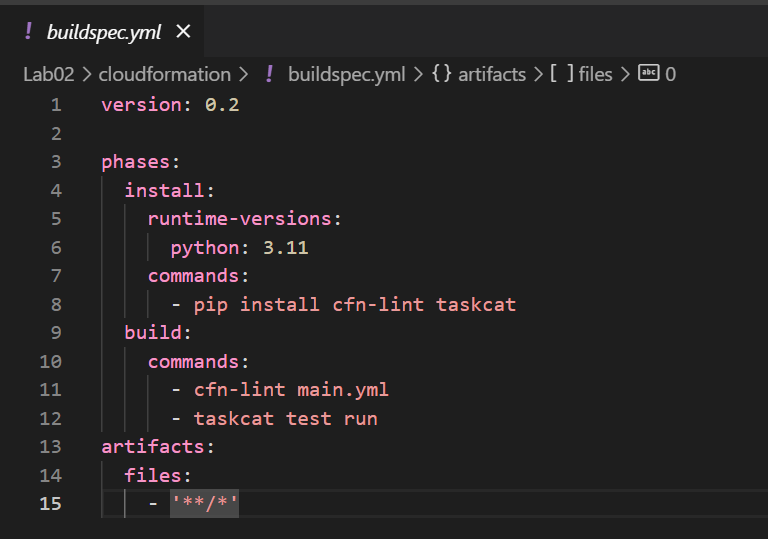 ! buildspec.yml ×
Lab02 > cloudformation > ! buildspec.yml > {} artifacts > [ ] files > abc 0
1 version: 0.2
2
3 phases:
4   install:
5     runtime-versions:
6       python: 3.11
7     commands:
8       - pip install cfn-lint taskcat
9   build:
10     commands:
11       - cfn-lint main.yml
12       - taskcat test run
13 artifacts:
14   files:
15     - '**/*'